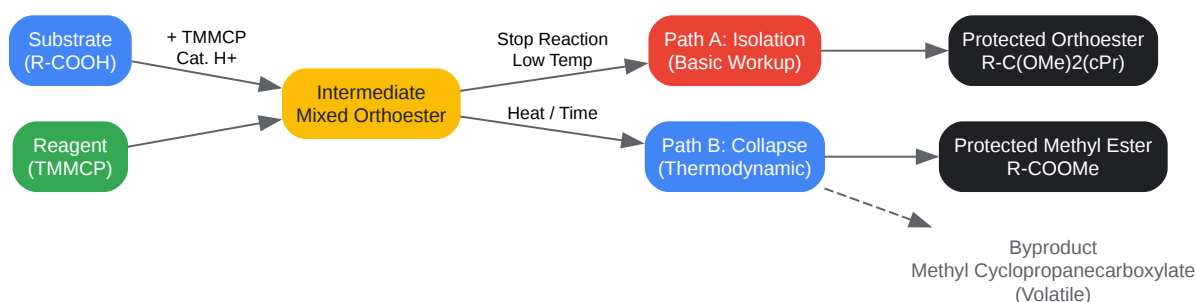 Substrate
(R-COOH)
+ TMMCP
Cat. H+
Reagent
(TMMCP)
Intermediate
Mixed Orthoester
Stop Reaction
Low Temp
Heat / Time
Path A: Isolation
(Basic Workup)
Path B: Collapse
(Thermodynamic)
Protected Orthoester
R-C(OMe)2(cPr)
Protected Methyl Ester
R-COOMe
Byproduct
Methyl Cyclopropanecarboxylate
(Volatile)